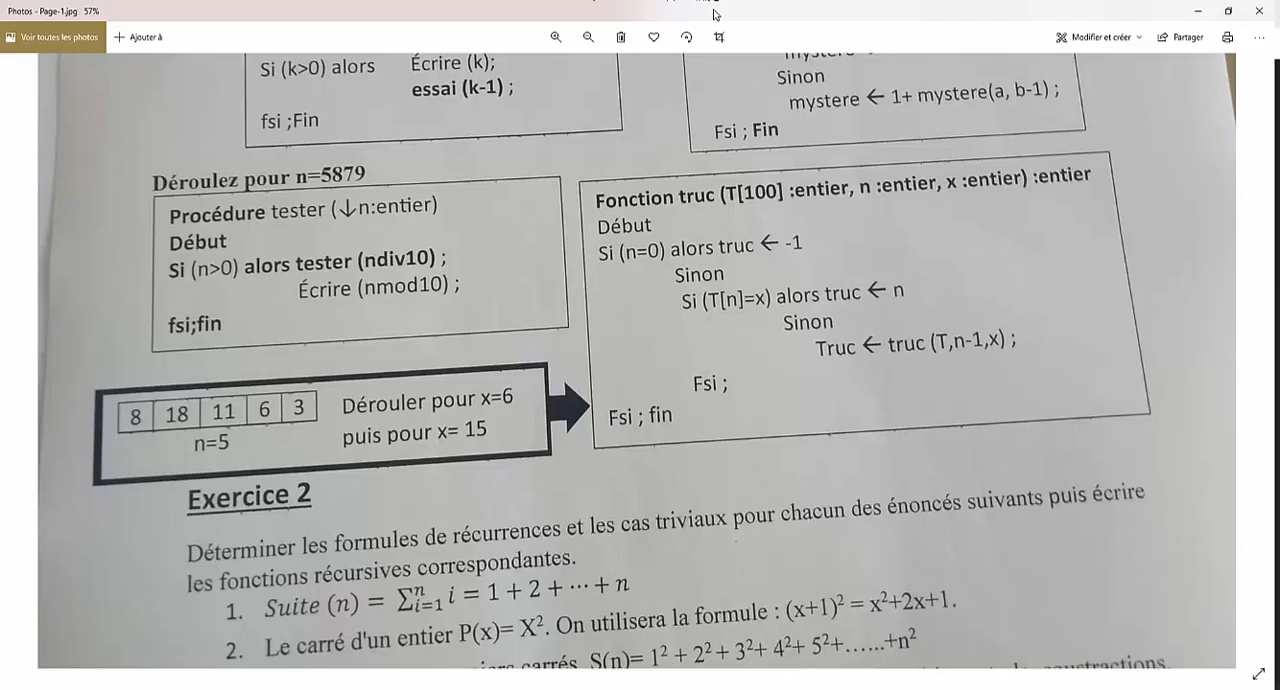 Photos - Page-1.jpg 57%
Voir toutes les photos
Ajouter à
Modifier et créer
Partager
Si (k>0) alors Écrire (k);
essai (k-1) ;
fsi ;Fin
Sinon
mystere ← 1+ mystere(a, b-1) ;
Fsi ; Fin
Déroulez pour n=5879
Procédure tester (↓n:entier)
Début
Si (n>0) alors tester (ndiv10) ;
Écrire (nmod10) ;
fsi;fin
Fonction truc (T[100] :entier, n :entier, x :entier) :entier
Début
Si (n=0) alors truc ← -1
Sinon
Si (T[n]=x) alors truc ← n
Sinon
Truc ← truc (T,n-1,x) ;
Fsi ;
Fsi ; fin
8 18 11 6 3
n=5
Dérouler pour x=6
puis pour x= 15
Exercice 2
Déterminer les formules de récurrences et les cas triviaux pour chacun des énoncés suivants puis écrire
les fonctions récursives correspondantes.
1. Suite (n) = ∑ⁿᵢ₌₁ i = 1 + 2 + ⋯ + n
2. Le carré d'un entier P(x)= X². On utilisera la formule : (x+1)² = x²+2x+1.
carrés S(n)= 1² + 2² + 3²+ 4²+ 5²+......+n²